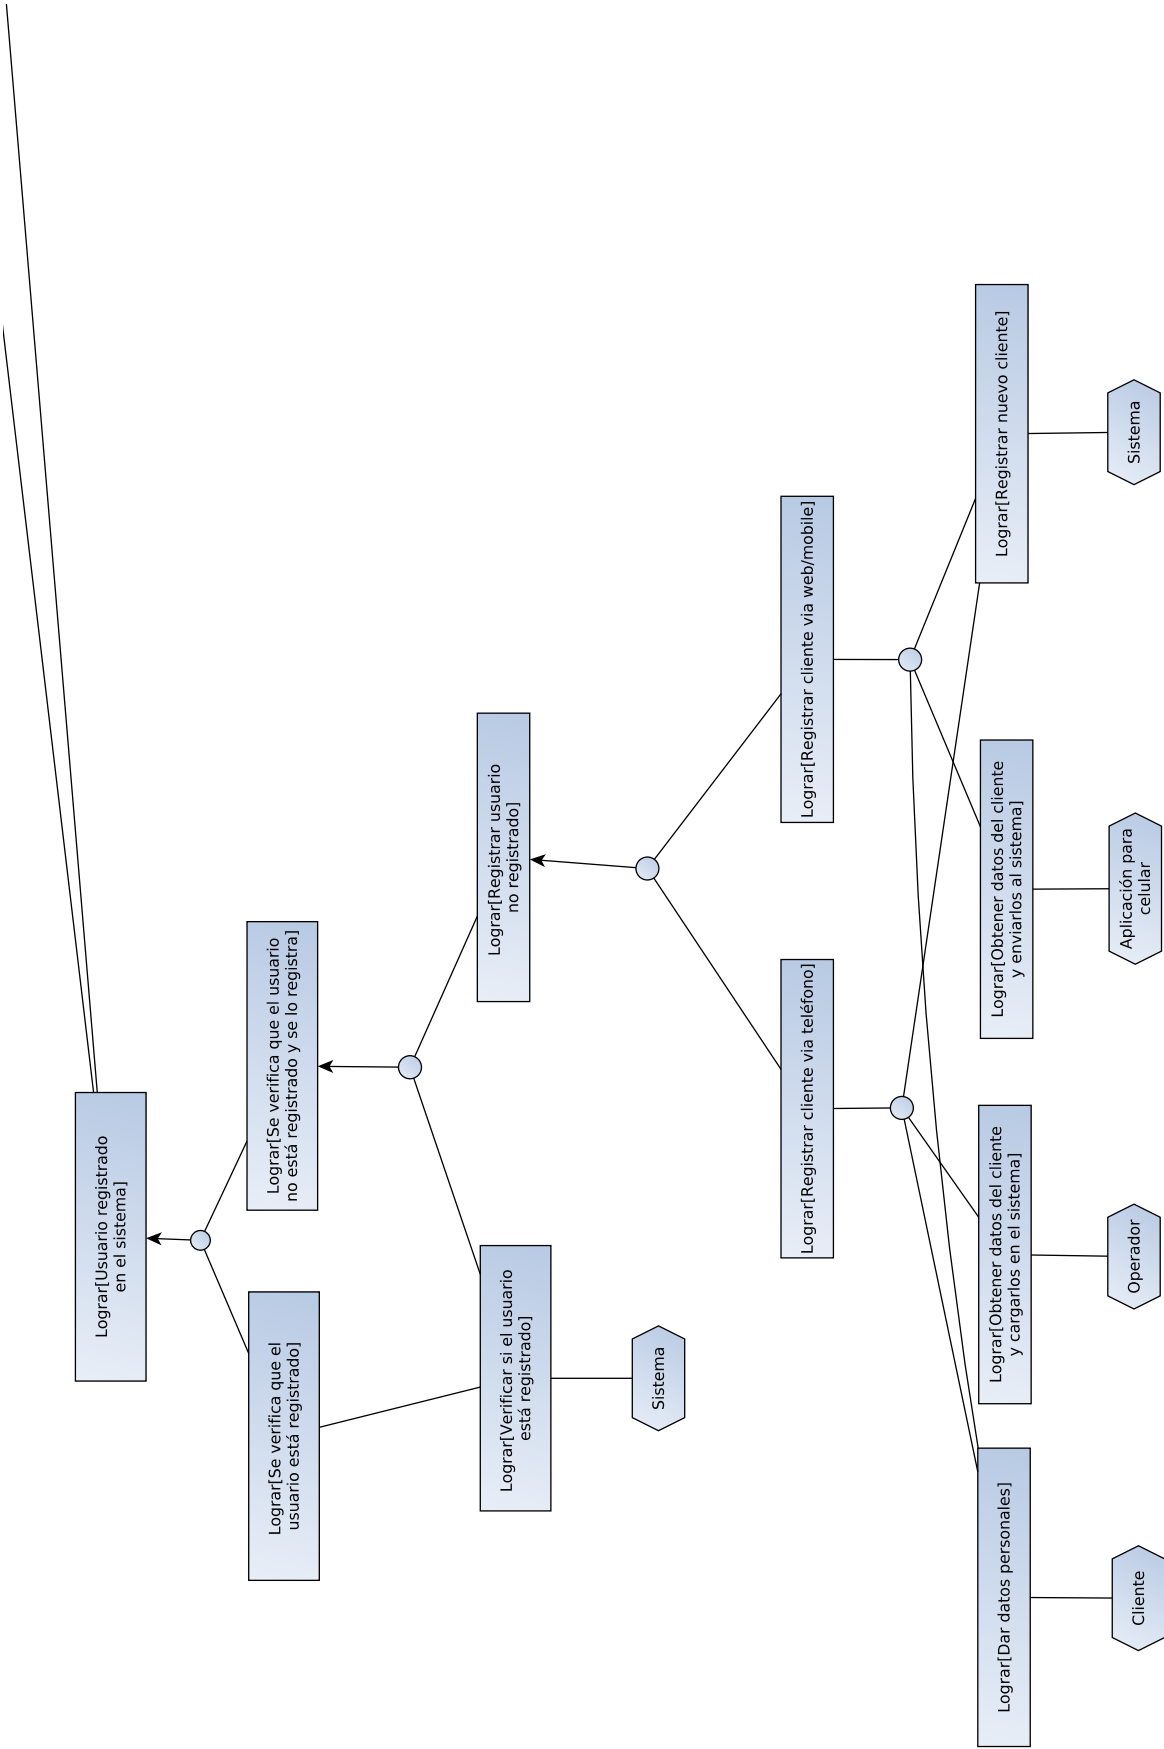 Lograr[Usuario registrado
en el sistema]
Lograr[Se verifica que el
usuario está registrado]
Lograr[Se verifica que el usuario
no está registrado y se lo registra]
Lograr[Verificar si el usuario
está registrado]
Lograr[Registrar usuario
no registrado]
Sistema
Lograr[Registrar cliente via teléfono]
Lograr[Registrar cliente via web/mobile]
Lograr[Dar datos personales]
Lograr[Obtener datos del cliente
y cargarlos en el sistema]
Lograr[Obtener datos del cliente
y enviarlos al sistema]
Lograr[Registrar nuevo cliente]
Cliente
Operador
Aplicación para
celular
Sistema